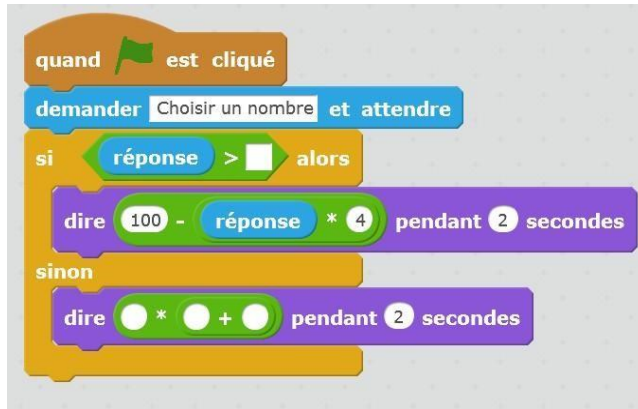 quand est cliqué
demander Choisir un nombre et attendre
si réponse > alors
dire 100 - réponse * 4 pendant 2 secondes
sinon
dire * + pendant 2 secondes